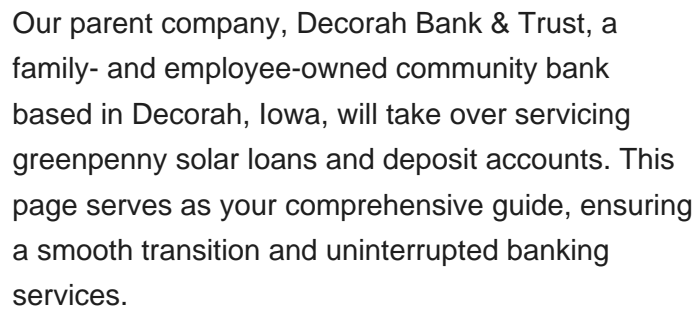 Our parent company, Decorah Bank & Trust, a
family- and employee-owned community bank
based in Decorah, Iowa, will take over servicing
greenpenny solar loans and deposit accounts. This
page serves as your comprehensive guide, ensuring
a smooth transition and uninterrupted banking
services.